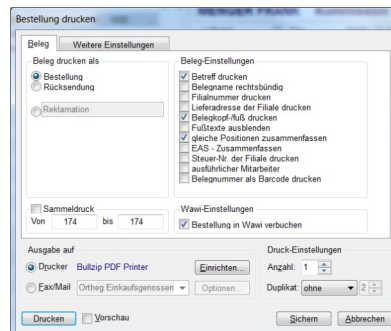 MENGER FRANK
Bestellung drucken
Beleg Weitere Einstellungen
Beleg drucken als
Bestellung
Rücksendung
Reklamation
Beleg-Einstellungen
Betreff drucken
Belegname rechtsbündig
Filialnummer drucken
Lieferadresse der Filiale drucken
Belegkopf/fuß drucken
Fußtexte ausblenden
gleiche Positionen zusammenfassen
EAS - Zusammenfassen
Steuer-Nr. der Filiale drucken
ausführlicher Mitarbeiter
Belegnummer als Barcode drucken
Sammeldruck
Von 174 bis 174
Wawi-Einstellungen
Bestellung in Wawi verbuchen
Ausgabe auf
Drucker Bullzip PDF Printer Einrichten...
Fax/Mail Ortheg Einkaufsgenossen Optionen...
Druck-Einstellungen
Anzahl: 1
Duplikat: ohne 2
Drucken Vorschau Sichern Abbrechen